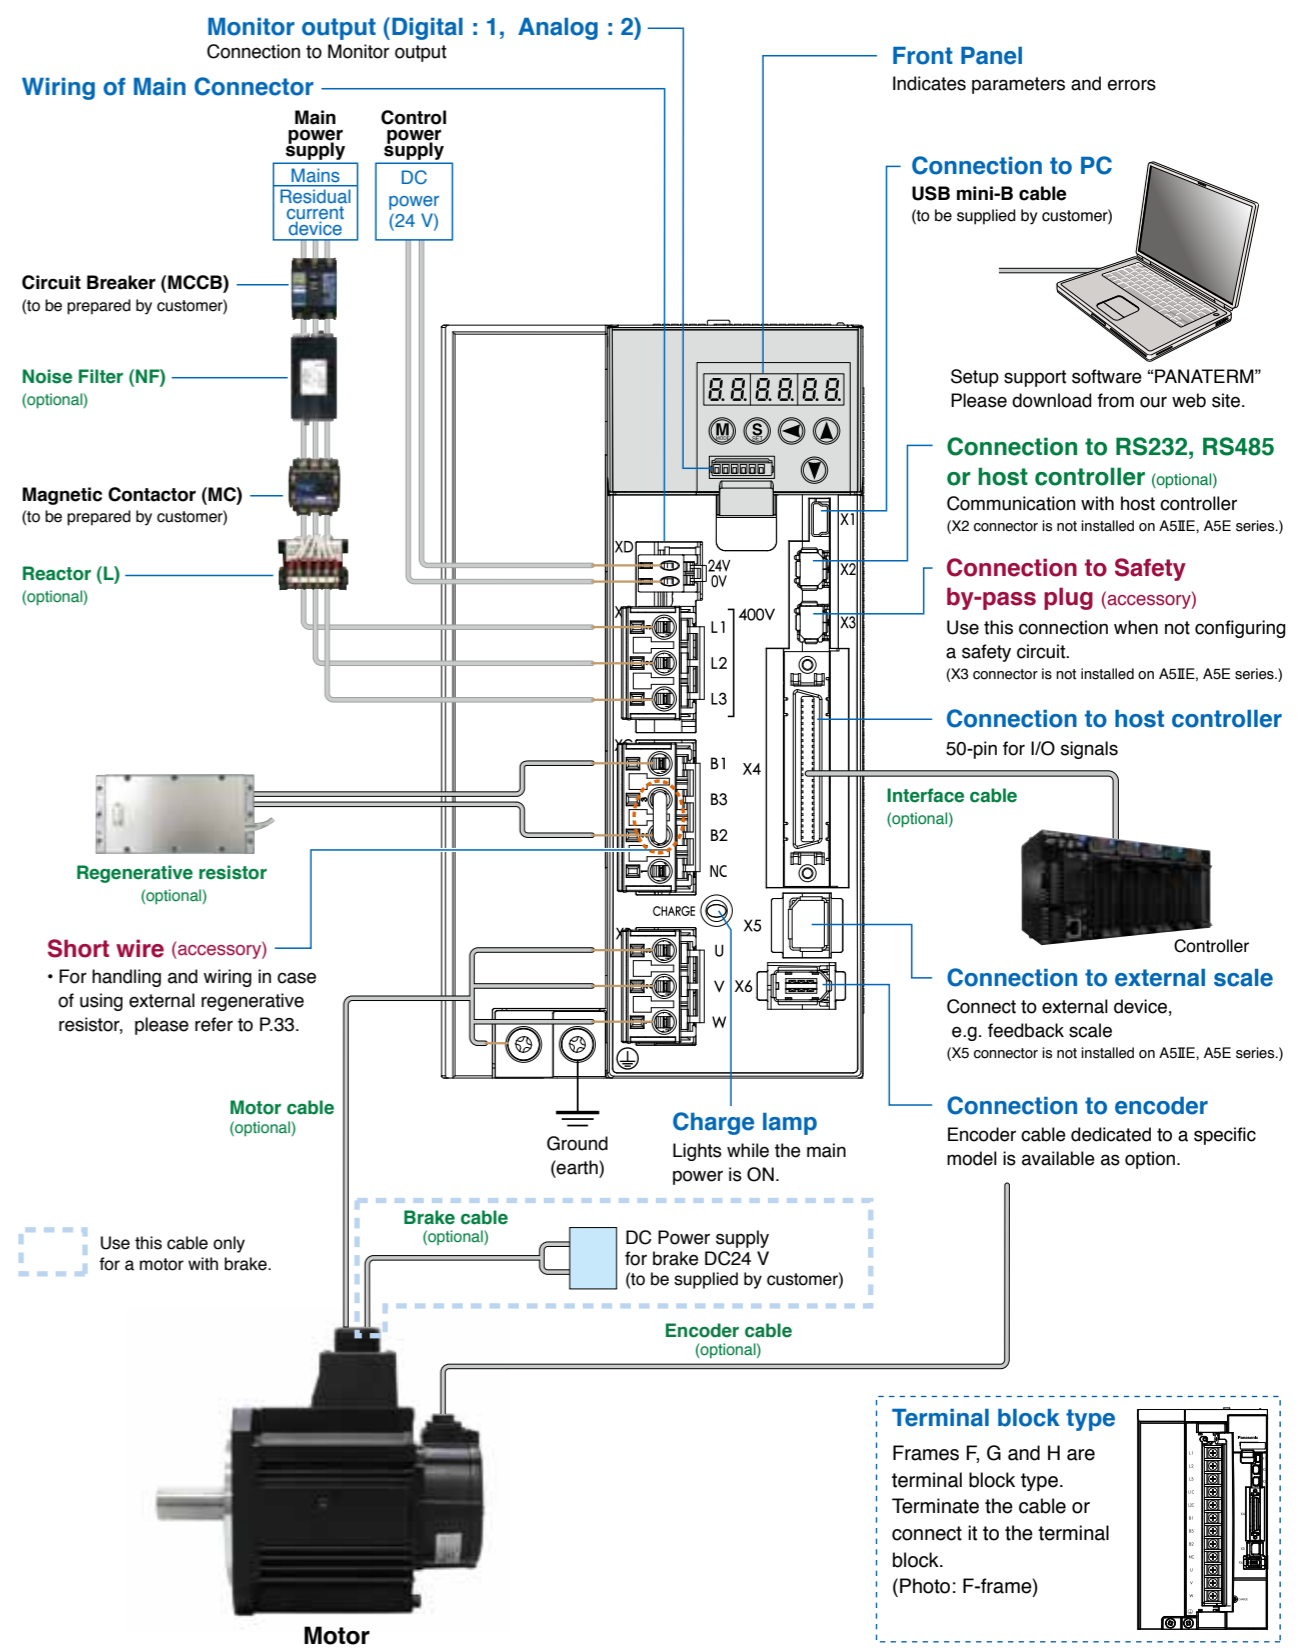 Monitor output (Digital : 1, Analog : 2)
Connection to Monitor output
Front Panel
Indicates parameters and errors
Wiring of Main Connector
Main
power
supply
Control
power
supply
Mains
Residual
current
device
DC
power
(24 V)
Connection to PC
USB mini-B cable
(to be supplied by customer)
Circuit Breaker (MCCB)
(to be prepared by customer)
Noise Filter (NF)
(optional)
Setup support software “PANATERM”
Please download from our web site.
M
S
Connection to RS232, RS485
or host controller (optional)
Communication with host controller
(X2 connector is not installed on A5ⅡE, A5E series.)
Magnetic Contactor (MC)
(to be prepared by customer)
Reactor (L)
(optional)
X1
XD
24V
0V
X2
Connection to Safety
by-pass plug (accessory)
Use this connection when not configuring
a safety circuit.
(X3 connector is not installed on A5ⅡE, A5E series.)
400V
X3
L1
L2
L3
Connection to host controller
50-pin for I/O signals
B1
X4
B3
B2
NC
Interface cable
(optional)
Controller
Regenerative resistor
(optional)
Short wire (accessory)
• For handling and wiring in case
of using external regenerative
resistor, please refer to P.33.
CHARGE
X5
U
V
X6
W
Connection to external scale
Connect to external device,
e.g. feedback scale
(X5 connector is not installed on A5ⅡE, A5E series.)
Motor cable
(optional)
Ground
(earth)
Charge lamp
Lights while the main
power is ON.
Connection to encoder
Encoder cable dedicated to a specific
model is available as option.
Use this cable only
for a motor with brake.
Brake cable
(optional)
DC Power supply
for brake DC24 V
(to be supplied by customer)
Encoder cable
(optional)
Motor
Terminal block type
Frames F, G and H are
terminal block type.
Terminate the cable or
connect it to the terminal
block.
(Photo: F-frame)
Panasonic